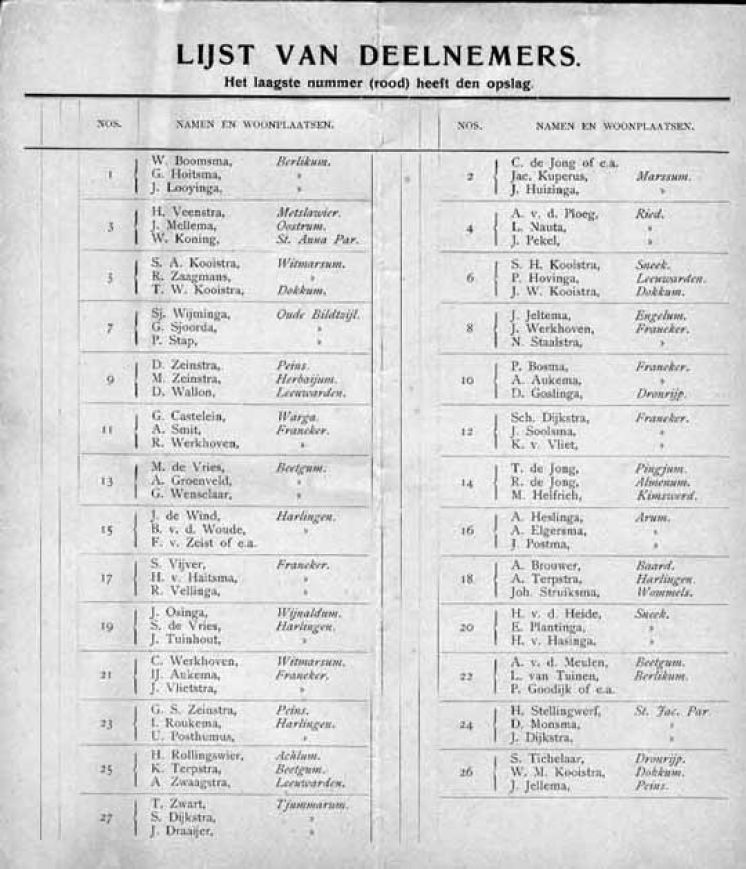 LIJST VAN DEELNEMERS.
Het laagste nummer (rood) heeft den opslag.
NOS. NAMEN EN WOONPLAATSEN.
1 W. Boomsma, Berlikum.
G. Hoitsma, „
J. Looyinga, „
3 H. Veenstra, Metslawier.
J. Mellema, Oostrum.
W. Koning, St. Anna Par.
5 S. A. Kooistra, Witmarsum.
R. Zaagmans, „
T. W. Kooistra, Dokkum.
7 Sj. Wijminga, Oude Bildtzijl.
G. Sjoorda, „
P. Stap, „
9 D. Zeinstra, Peins.
M. Zeinstra, Herbaijum.
D. Wallon, Leeuwarden.
11 G. Castelein, Warga.
A. Smit, Franeker.
R. Werkhoven, „
13 M. de Vries, Beetgum.
A. Groenveld, „
G. Wenselaar, „
15 J. de Wind, Harlingen.
B. v. d. Woude, „
F. v. Zeist of e.a.
17 S. Vijver, Franeker.
H. v. Haitsma, „
R. Vellinga, „
19 J. Osinga, Wijnaldum.
S. de Vries, Harlingen.
J. Tuinhout, „
21 C. Werkhoven, Witmarsum.
IJ. Aukema, Franeker.
J. Vlietstra, „
23 G. S. Zeinstra, Peins.
I. Roukema, Harlingen.
U. Posthumus, „
25 H. Rollingswier, Achlum.
K. Terpstra, Beetgum.
A. Zwaagstra, Leeuwarden.
27 T. Zwart, Tjummarum.
S. Dijkstra, „
J. Draaijer, „
NOS. NAMEN EN WOONPLAATSEN.
2 C. de Jong of e.a.
Jac. Kuperus, Marssum.
J. Huizinga, „
4 A. v. d. Ploeg, Ried.
L. Nauta, „
J. Pekel, „
6 S. H. Kooistra, Sneek.
P. Hovinga, Leeuwarden.
J. W. Kooistra, Dokkum.
8 J. Jeltema, Engelum.
J. Werkhoven, Franeker.
N. Staalstra, „
10 P. Bosma, Franeker.
A. Aukema, „
D. Goslinga, Dronrijp.
12 Sch. Dijkstra, Franeker.
J. Soolsma, „
K. v. Vliet, „
14 T. de Jong, Pingjum.
R. de Jong, Almenum.
M. Helfrich, Kimswerd.
16 A. Heslinga, Arum.
A. Elgersma, „
J. Postma, „
18 A. Brouwer, Baard.
A. Terpstra, Harlingen.
Joh. Struiksma, Wommels.
20 H. v. d. Heide, Sneek.
E. Plantinga, „
H. v. Hasinga, „
22 A. v. d. Meulen, Beetgum.
L. van Tuinen, Berlikum.
P. Goodijk of e.a.
24 H. Stellingwerf, St. Jac. Par.
D. Monsma, „
J. Dijkstra, „
26 S. Tichelaar, Dronrijp.
W. M. Kooistra, Dokkum.
J. Jellema, Peins.